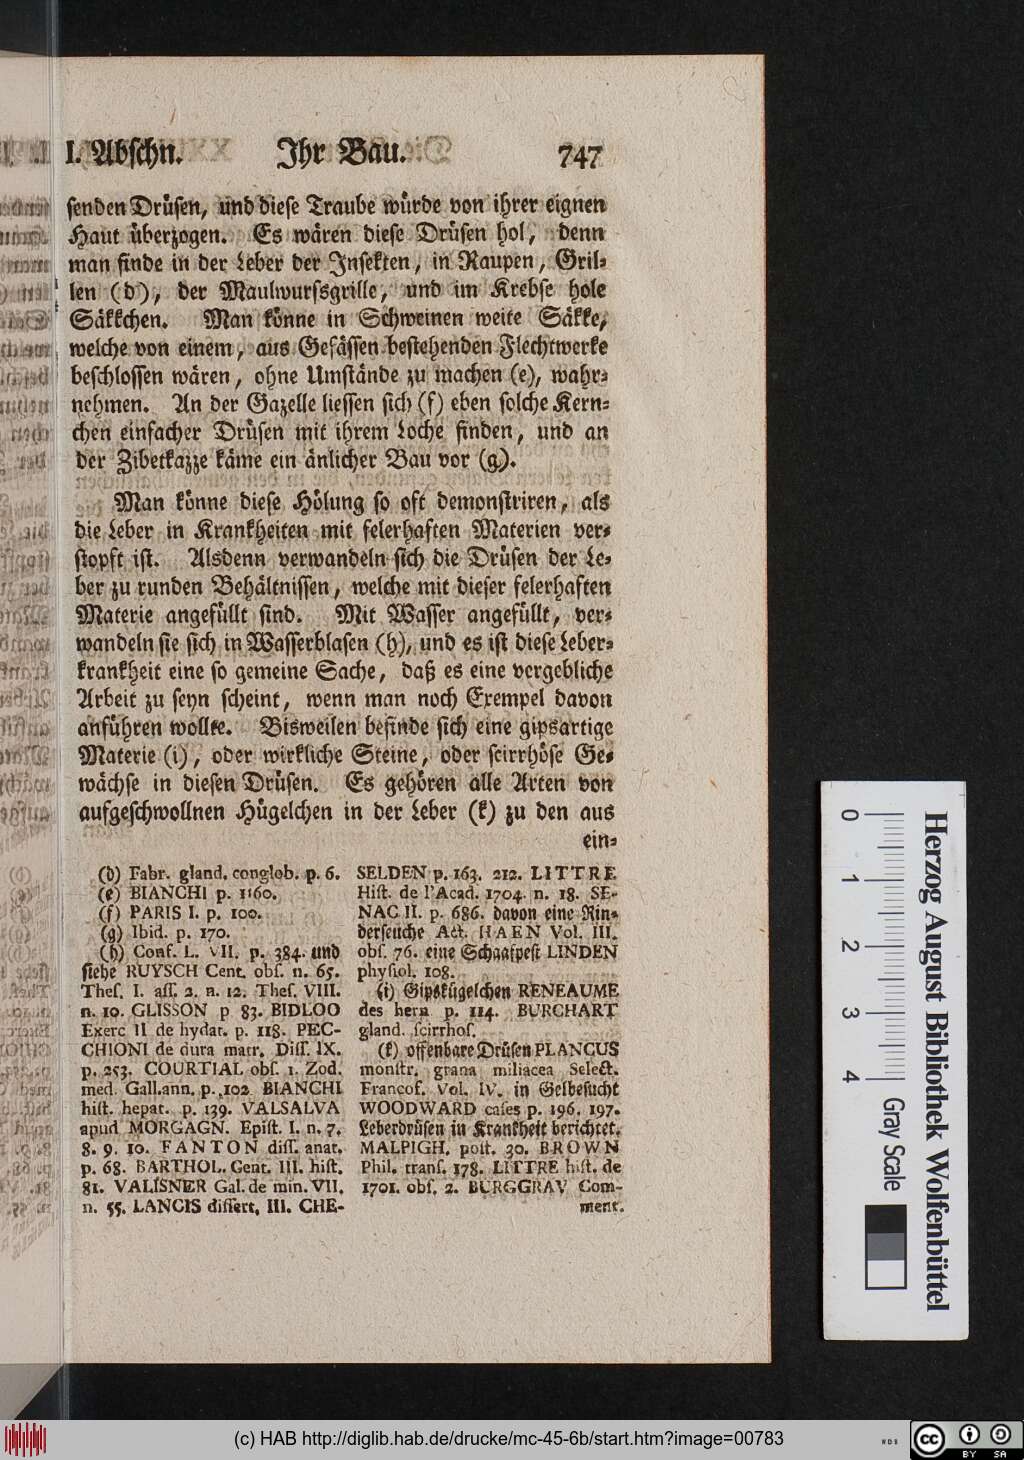 I. Abſchn. Ihr Bau. 747
ſenden Drüſen, und dieſe Traube würde von ihrer eignen
Haut überzogen. Es wären dieſe Drüſen hol, denn
man finde in der Leber der Inſekten, in Raupen, Gril-
len (d), der Maulwurfsgrille, und im Krebſe hole
Säkkchen. Man könne in Schweinen weite Säkke,
welche von einem, aus Gefäſſen beſtehenden Flechtwerke
beſchloſſen wären, ohne Umſtände zu machen (e), wahr-
nehmen. An der Gazelle lieſſen ſich (f) eben ſolche Kern-
chen einfacher Drüſen mit ihrem Loche finden, und an
der Zibetkazze käme ein änlicher Bau vor (g).
Man könne dieſe Hölung ſo oft demonſtriren, als
die Leber in Krankheiten mit felerhaften Materien ver-
ſtopft iſt. Alsdenn verwandeln ſich die Drüſen der Le-
ber zu runden Behältniſſen, welche mit dieſer felerhaften
Materie angefüllt ſind. Mit Waſſer angefüllt, ver-
wandeln ſie ſich in Waſſerblaſen (h), und es iſt dieſe Leber-
krankheit eine ſo gemeine Sache, daß es eine vergebliche
Arbeit zu ſeyn ſcheint, wenn man noch Exempel davon
anführen wollte. Bisweilen befinde ſich eine gipsartige
Materie (i), oder wirkliche Steine, oder ſcirrhöſe Ge-
wächſe in dieſen Drüſen. Es gehören alle Arten von
aufgeſchwollnen Hügelchen in der Leber (k) zu den aus
ein-
(d) Fabr. gland. conglob. p. 6.
(e) BIANCHI p. 1160.
(f) PARIS I. p. 100.
(g) Ibid. p. 170.
(h) Conf. L. VII. p. 384. und
ſiehe RUYSCH Cent. obſ. n. 65.
Theſ. I. aſſ. 2. n. 12. Theſ. VIII.
n. 10. GLISSON p 83. BIDLOO
Exerc II de hydat. p. 118. PEC-
CHIONI de dura matr. Diſſ. IX.
p. 253. COURTIAL obſ. 1. Zod.
med. Gall. ann. p. 102 BIANCHI
hiſt. hepat. p. 139. VALSALVA
apud MORGAGN. Epiſt. I. n. 7.
8. 9. 10. FANTON diſſ. anat.
p. 68. BARTHOL. Cent. III. hiſt.
81. VALISNER Gal. de min. VII.
n. 55. LANCIS diſſert. III. CHE-
SELDEN p. 163. 212. LITTRE
Hiſt. de l'Acad. 1704. n. 18. SE-
NAC II. p. 686. davon eine Rin-
derſeuche Act. HAEN Vol. III.
obſ. 76. eine Schaafpeſt LINDEN
phyſiol. 108.
(i) Gipskügelchen RENEAUME
des hern p. 114. BURCHART
gland. ſcirrhoſ.
(k) offenbare Drüſen PLANCUS
monſtr. grana miliacea Select.
Francof. Vol. IV. in Gelbeſucht
WOODWARD caſes p. 196. 197.
Leberdrüſen in Krankheit berichtet.
MALPIGH. poſt. 30. BROWN
Phil. tranſ. 178. LITTRE hiſt. de
1701. obſ. 2. BURGGRAV Com-
ment.
0 1 2 3 4 Gray Scale
Herzog August Bibliothek Wolfenbüttel
(c) HAB http://diglib.hab.de/drucke/mc-45-6b/start.htm?image=00783
cc BY SA